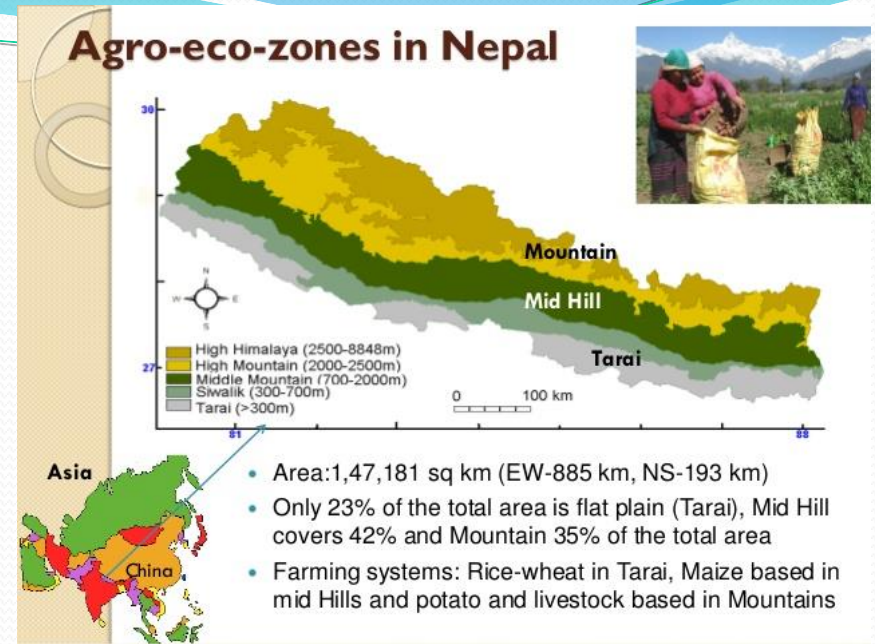 Agro-eco-zones in Nepal
30
Mountain
N
W E
S
Mid Hill
High Himalaya (2500-8848m)
High Mountain (2000-2500m)
27
Middle Mountain (700-2000m)
Tarai
Siwalik (300-700m)
0 100 km
Tarai (>300m)
81 88
Asia
China
• Area:1,47,181 sq km (EW-885 km, NS-193 km)
• Only 23% of the total area is flat plain (Tarai), Mid Hill
covers 42% and Mountain 35% of the total area
• Farming systems: Rice-wheat in Tarai, Maize based in
mid Hills and potato and livestock based in Mountains